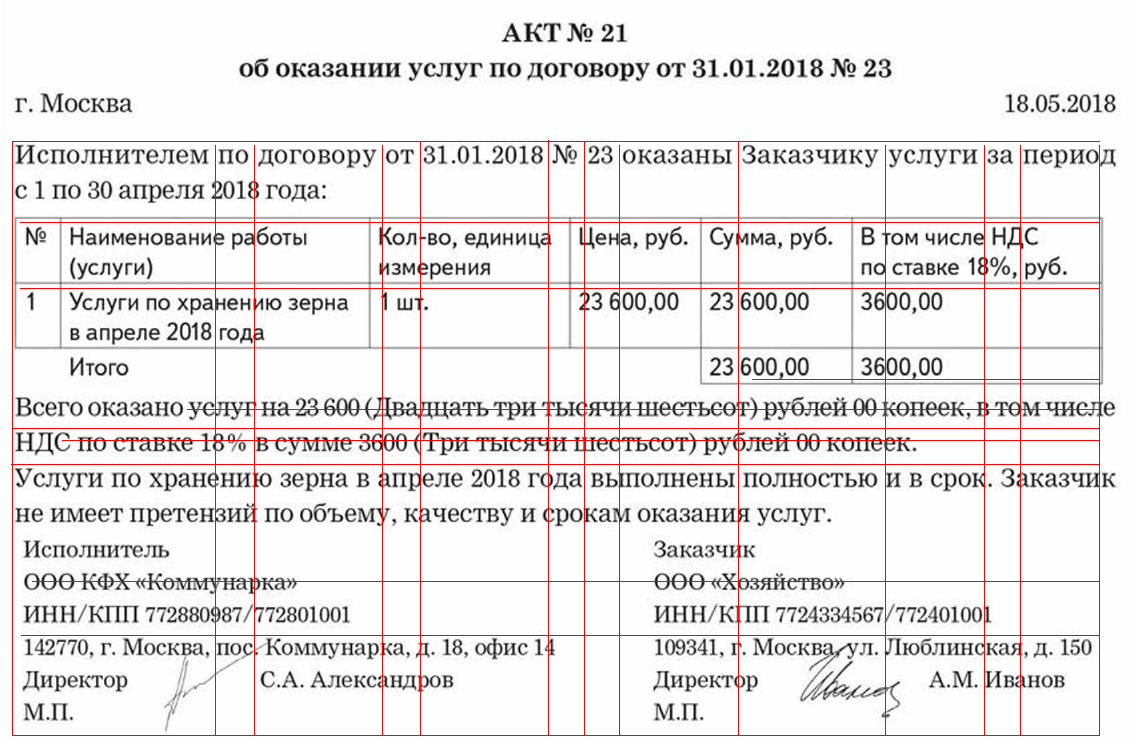 АКТ № 21
об оказании услуг по договору от 31.01.2018 № 23
г. Москва 18.05.2018
Исполнителем по договору от 31.01.2018 № 23 оказаны Заказчику услуги за период
с 1 по 30 апреля 2018 года:
№ Наименование работы Кол-во, единица Цена, руб. Сумма, руб. В том числе НДС
(услуги) измерения по ставке 18%, руб.
1 Услуги по хранению зерна 1 шт. 23 600,00 23 600,00 3600,00
в апреле 2018 года
Итого 23 600,00 3600,00
Всего оказано услуг на 23 600 (Двадцать три тысячи шестьсот) рублей 00 копеек, в том числе
НДС по ставке 18% в сумме 3600 (Три тысячи шестьсот) рублей 00 копеек.
Услуги по хранению зерна в апреле 2018 года выполнены полностью и в срок. Заказчик
не имеет претензий по объему, качеству и срокам оказания услуг.
Исполнитель Заказчик
ООО КФХ «Коммунарка» ООО «Хозяйство»
ИНН/КПП 772880987/772801001 ИНН/КПП 7724334567/772401001
142770, г. Москва, пос. Коммунарка, д. 18, офис 14 109341, г. Москва, ул. Люблинская, д. 150
Директор С.А. Александров Директор Иванов А.М. Иванов
М.П. М.П.